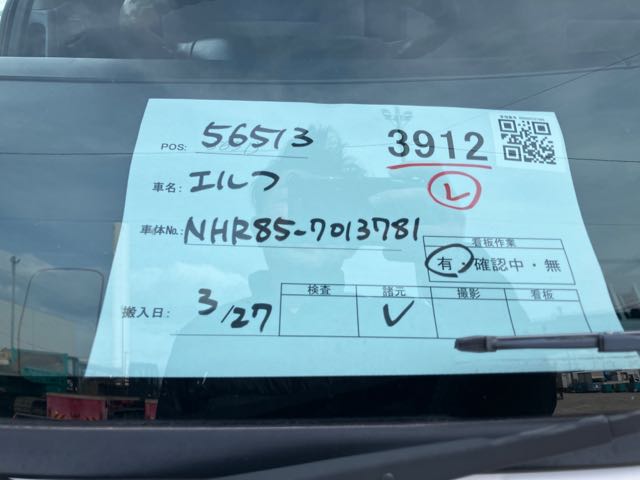 POS: 56513
3912
レ
車名: エルフ
車体No.: NHR85-7013781
看板作業
有・確認中・無
搬入日: 3/27
検査 諸元 撮影 看板
✓